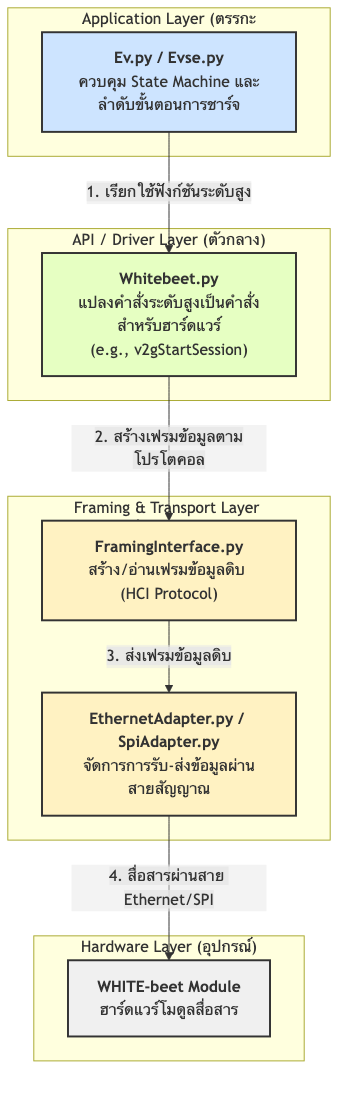 Application Layer (ตรรกะ
Ev.py / Evse.py
ควบคุม State Machine และ
ลำดับขั้นตอนการชาร์จ
1. เรียกใช้ฟังก์ชันระดับสูง
API / Driver Layer (ตัวกลาง)
Whitebeet.py
แปลงคำสั่งระดับสูงเป็นคำสั่ง
สำหรับฮาร์ดแวร์
(e.g., v2gStartSession)
2. สร้างเฟรมข้อมูลตาม
โปรโตคอล
Framing & Transport Layer
FramingInterface.py
สร้าง/อ่านเฟรมข้อมูลดิบ
(HCI Protocol)
3. ส่งเฟรมข้อมูลดิบ
EthernetAdapter.py /
SpiAdapter.py
จัดการการรับ-ส่งข้อมูลผ่าน
สายสัญญาณ
4. สื่อสารผ่านสาย
Ethernet/SPI
Hardware Layer (อุปกรณ์)
WHITE-beet Module
ฮาร์ดแวร์โมดูลสื่อสาร